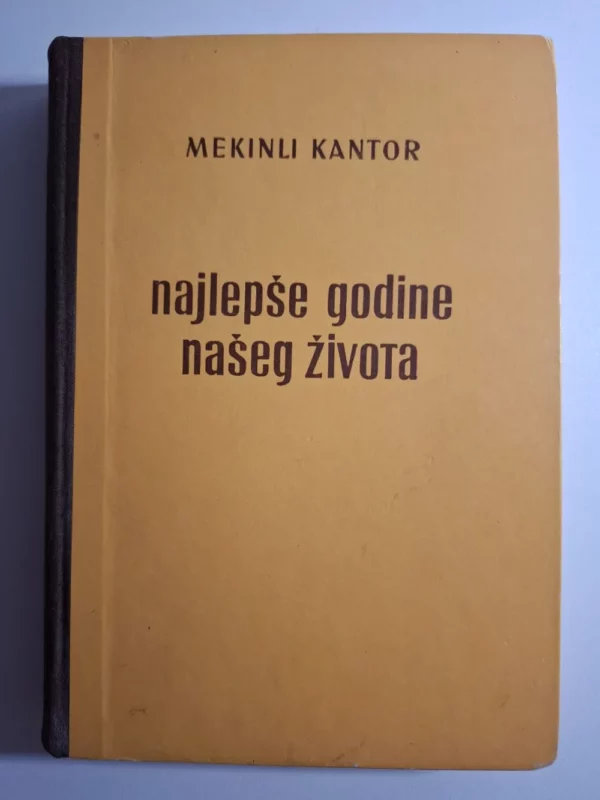 MEKINLI KANTOR
najlepše godine
našeg života